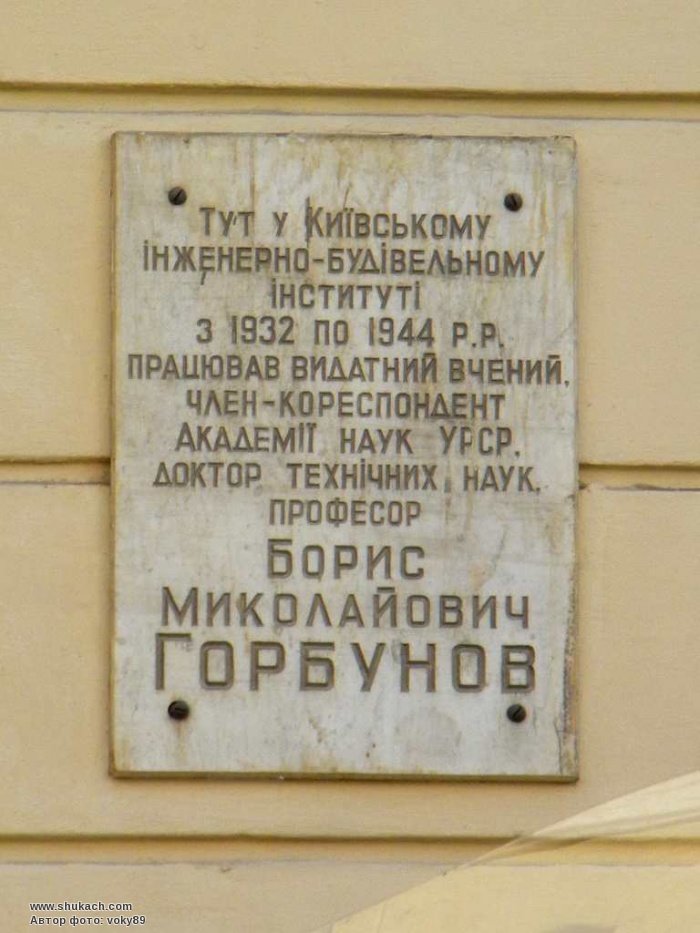 Тут у Київському
інженерно-будівельному
інституті
з 1932 по 1944 р.р.
працював видатний вчений,
член-кореспондент
Академії наук УРСР,
доктор технічних наук,
професор
Борис
Миколайович
Горбунов
www.shukach.com
Автор фото: voky89